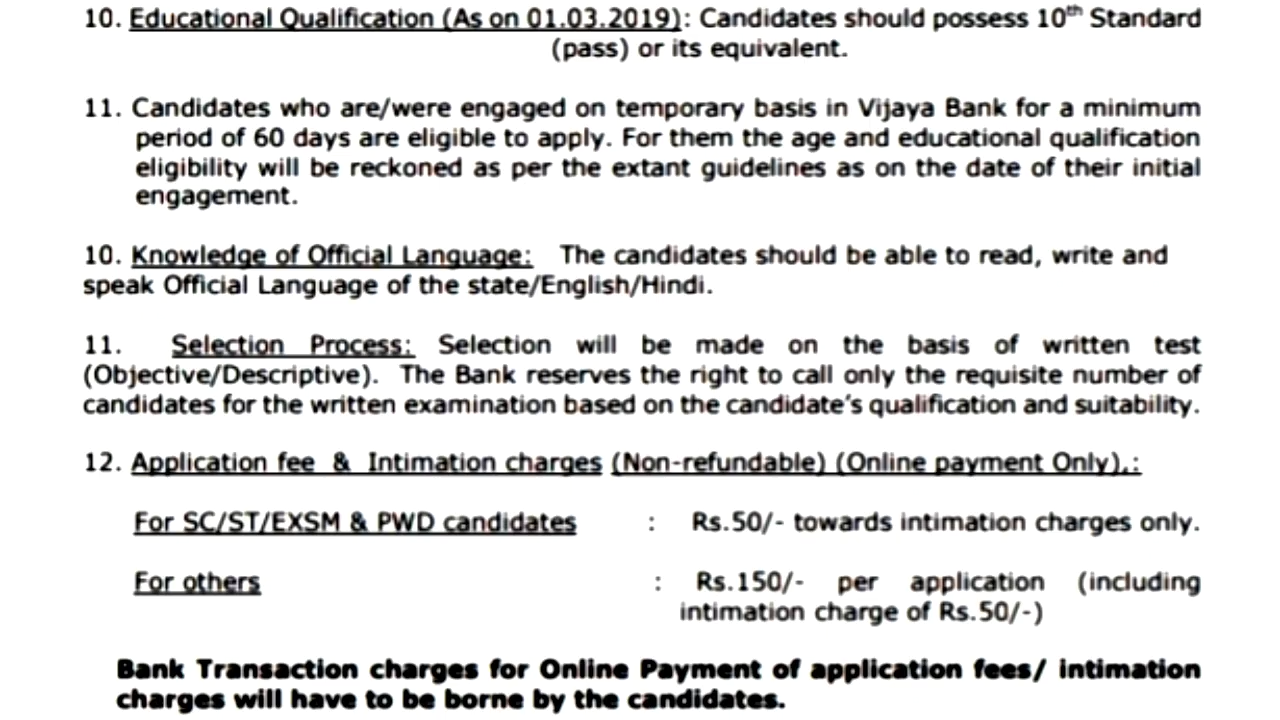 10. Educational Qualification (As on 01.03.2019): Candidates should possess 10th Standard
(pass) or its equivalent.
11. Candidates who are/were engaged on temporary basis in Vijaya Bank for a minimum
period of 60 days are eligible to apply. For them the age and educational qualification
eligibility will be reckoned as per the extant guidelines as on the date of their initial
engagement.
10. Knowledge of Official Language: The candidates should be able to read, write and
speak Official Language of the state/English/Hindi.
11. Selection Process: Selection will be made on the basis of written test
(Objective/Descriptive). The Bank reserves the right to call only the requisite number of
candidates for the written examination based on the candidate's qualification and suitability.
12. Application fee & Intimation charges (Non-refundable) (Online payment Only).:
For SC/ST/EXSM & PWD candidates : Rs.50/- towards intimation charges only.
For others : Rs.150/- per application (including
intimation charge of Rs.50/-)
Bank Transaction charges for Online Payment of application fees/ intimation
charges will have to be borne by the candidates.